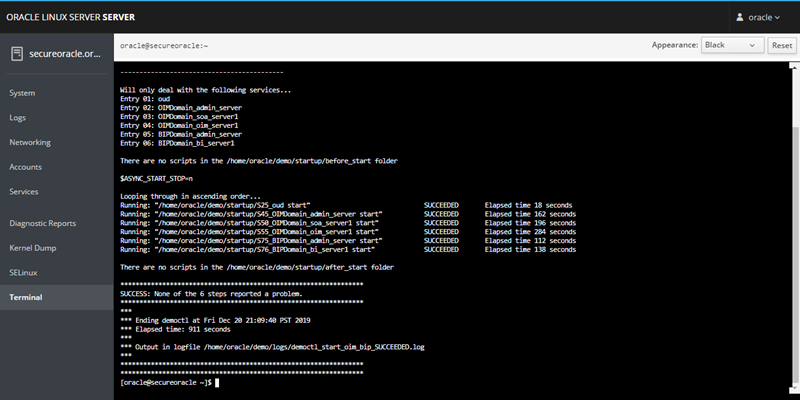 ORACLE LINUX SERVER SERVER
oracle
secureoracle.or...
oracle@secureoracle:~
Appearance:
Black
Reset
System
Logs
Networking
Accounts
Services
Diagnostic Reports
Kernel Dump
SELinux
Terminal
-------------------------------------------
Will only deal with the following services...
Entry 01: oud
Entry 02: OIMDomain_admin_server
Entry 03: OIMDomain_soa_server1
Entry 04: OIMDomain_oim_server1
Entry 05: BIPDomain_admin_server
Entry 06: BIPDomain_bi_server1
There are no scripts in the /home/oracle/demo/startup/before_start folder
$ASYNC_START_STOP=n
Looping through in ascending order...
Running: "/home/oracle/demo/startup/S25_oud start" SUCCEEDED Elapsed time 18 seconds
Running: "/home/oracle/demo/startup/S45_OIMDomain_admin_server start" SUCCEEDED Elapsed time 162 seconds
Running: "/home/oracle/demo/startup/S50_OIMDomain_soa_server1 start" SUCCEEDED Elapsed time 196 seconds
Running: "/home/oracle/demo/startup/S55_OIMDomain_oim_server1 start" SUCCEEDED Elapsed time 284 seconds
Running: "/home/oracle/demo/startup/S75_BIPDomain_admin_server start" SUCCEEDED Elapsed time 112 seconds
Running: "/home/oracle/demo/startup/S76_BIPDomain_bi_server1 start" SUCCEEDED Elapsed time 138 seconds
There are no scripts in the /home/oracle/demo/startup/after_start folder
****************************************************************
SUCCESS: None of the 6 steps reported a problem.
****************************************************************
***
*** Ending democtl at Fri Dec 20 21:09:40 PST 2019
*** Elapsed time: 911 seconds
***
*** Output in logfile /home/oracle/demo/logs/democtl_start_oim_bip_SUCCEEDED.log
***
****************************************************************
****************************************************************
[oracle@secureoracle ~]$